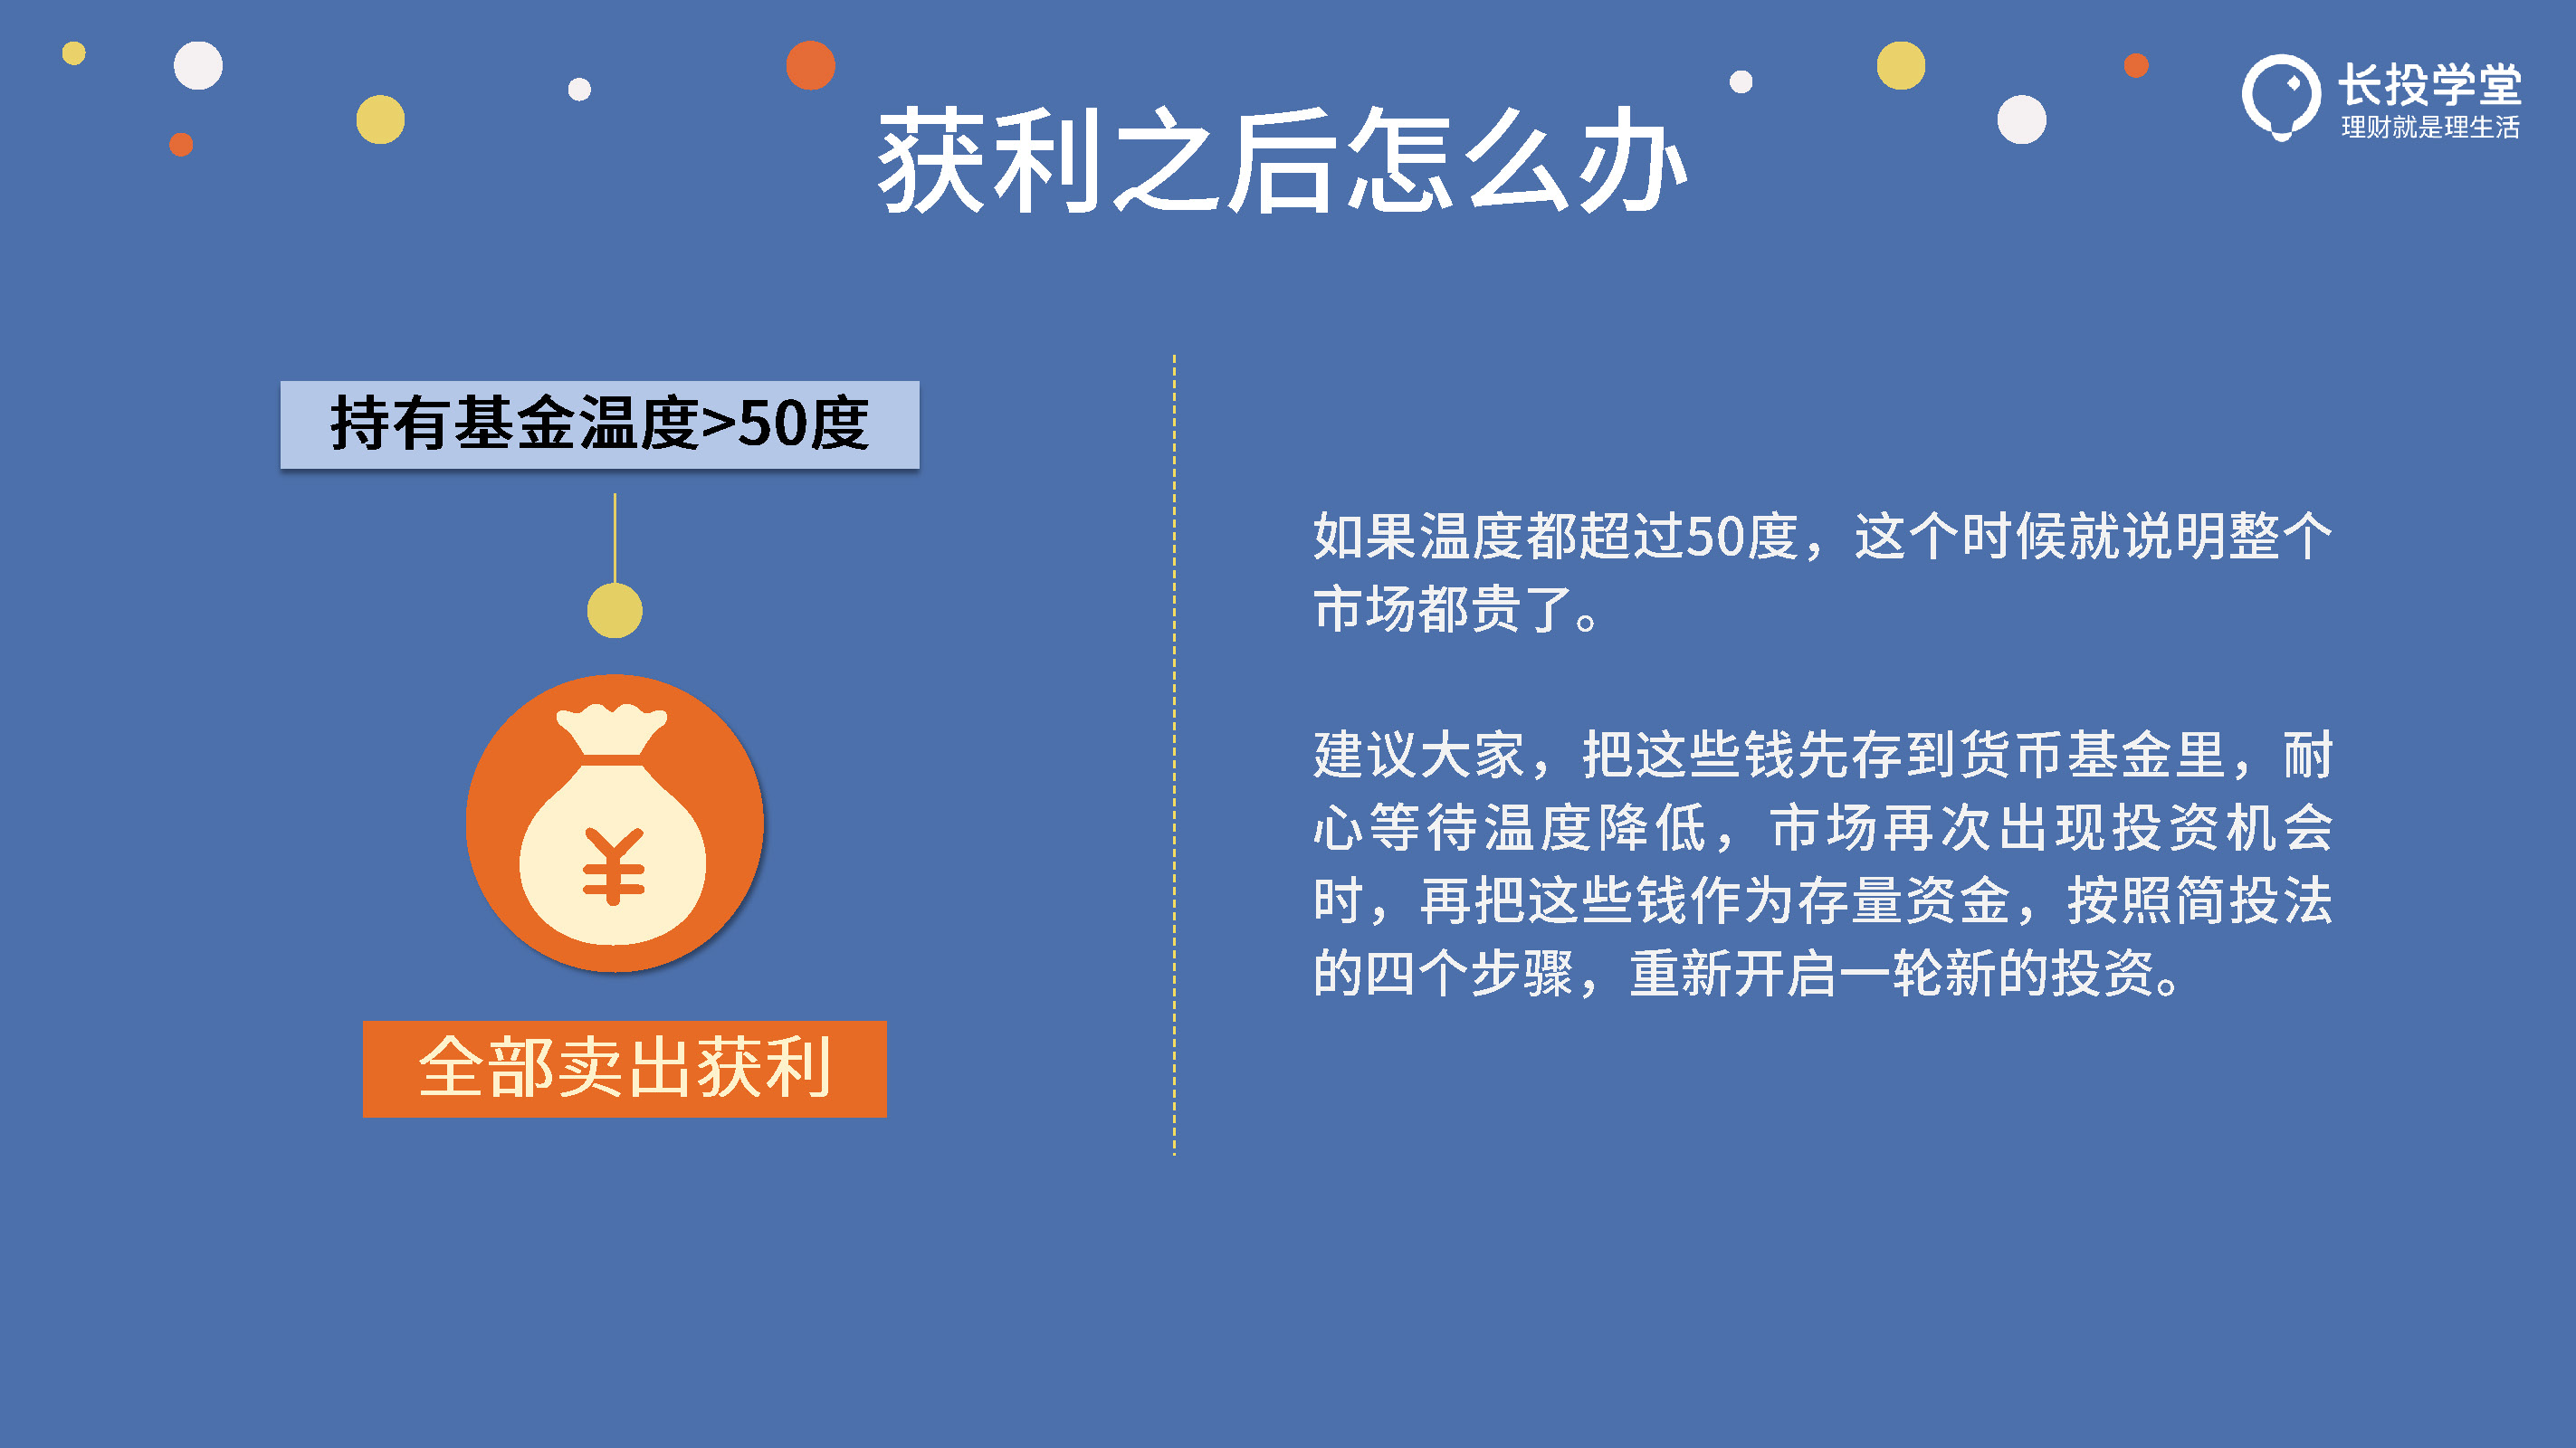 长投学堂
理财就是理生活
获利之后怎么办
持有基金温度>50度
¥
全部卖出获利
如果温度都超过50度，这个时候就说明整个
市场都贵了。
建议大家，把这些钱先存到货币基金里，耐
心等待温度降低，市场再次出现投资机会
时，再把这些钱作为存量资金，按照简投法
的四个步骤，重新开启一轮新的投资。